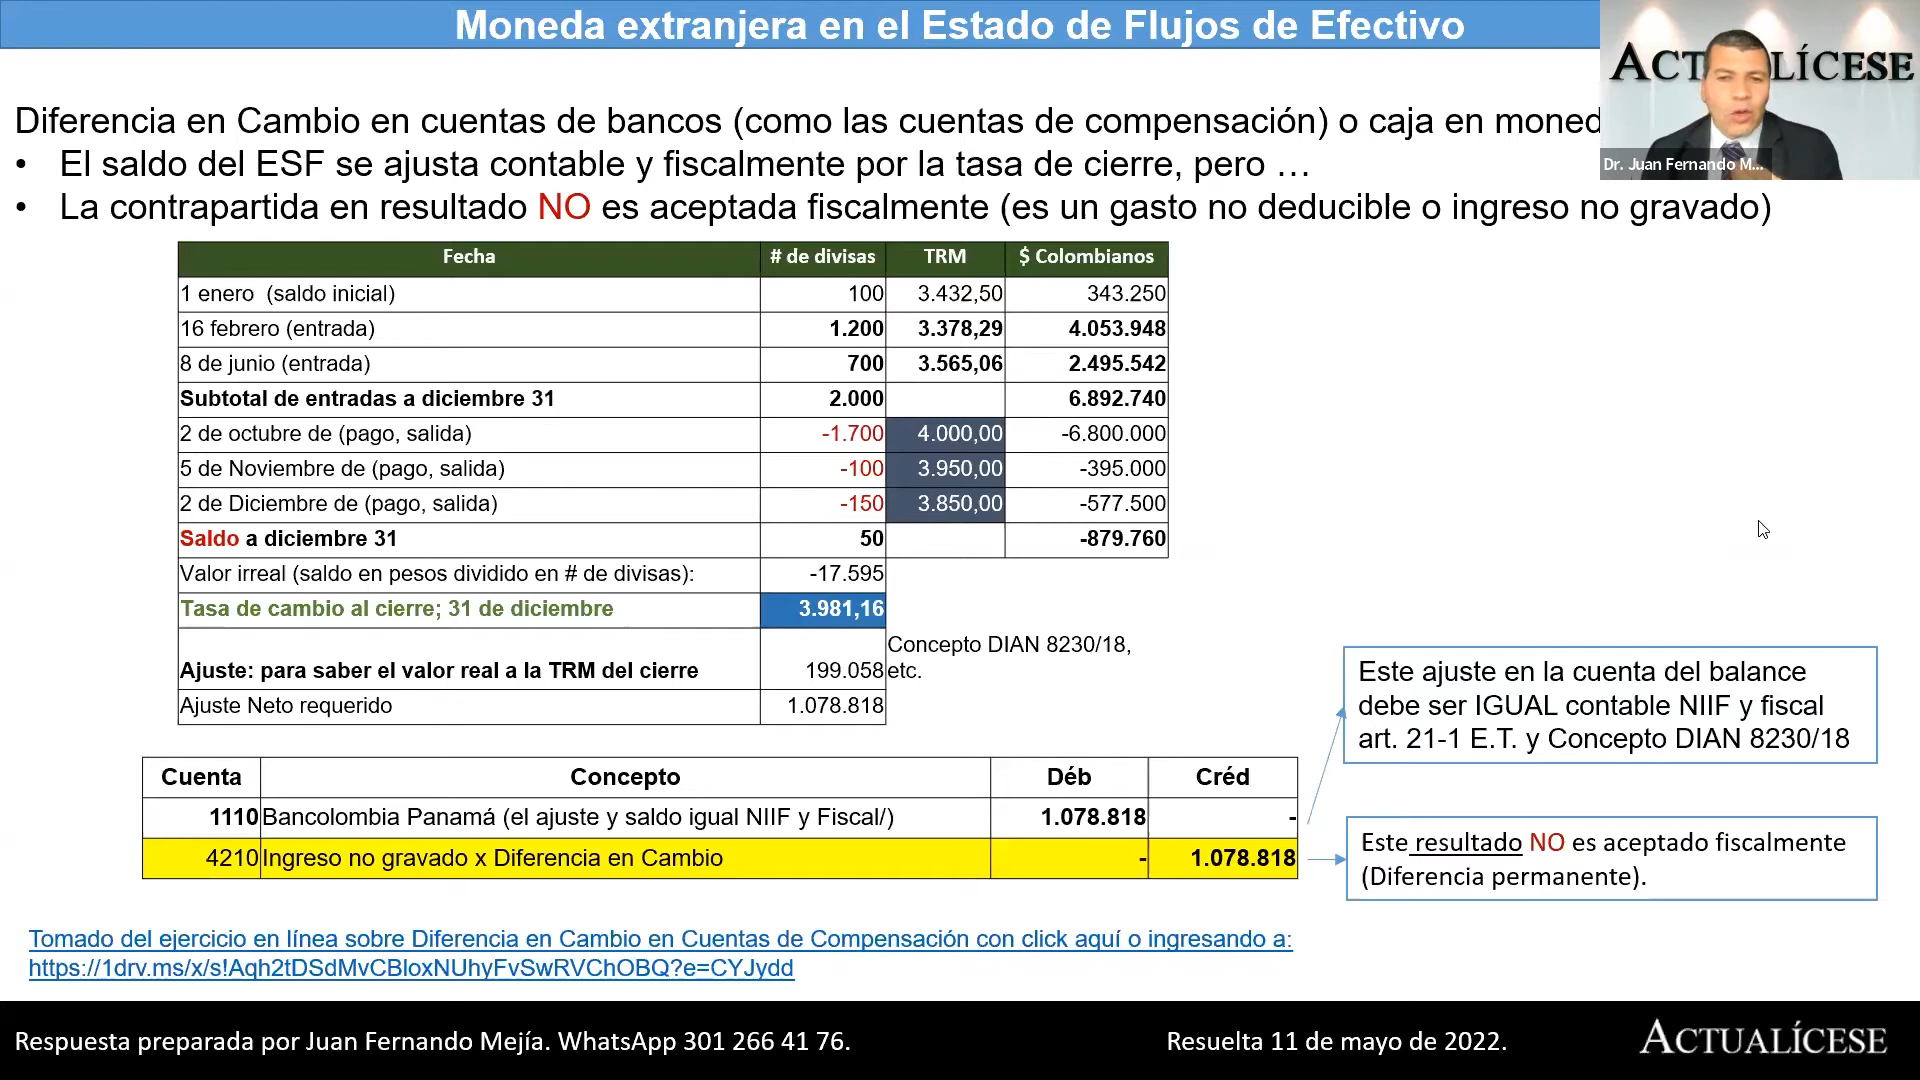 Moneda extranjera en el Estado de Flujos de Efectivo
ACTUALÍCESE
Diferencia en Cambio en cuentas de bancos (como las cuentas de compensación) o caja en moned
Dr. Juan Fernando M...
• El saldo del ESF se ajusta contable y fiscalmente por la tasa de cierre, pero …
• La contrapartida en resultado NO es aceptada fiscalmente (es un gasto no deducible o ingreso no gravado)
Fecha # de divisas TRM $ Colombianos
1 enero (saldo inicial) 100 3.432,50 343.250
16 febrero (entrada) 1.200 3.378,29 4.053.948
8 de junio (entrada) 700 3.565,06 2.495.542
Subtotal de entradas a diciembre 31 2.000 6.892.740
2 de octubre de (pago, salida) -1.700 4.000,00 -6.800.000
5 de Noviembre de (pago, salida) -100 3.950,00 -395.000
2 de Diciembre de (pago, salida) -150 3.850,00 -577.500
Saldo a diciembre 31 50 -879.760
Valor irreal (saldo en pesos dividido en # de divisas): -17.595
Tasa de cambio al cierre; 31 de diciembre 3.981,16
Concepto DIAN 8230/18,
Ajuste: para saber el valor real a la TRM del cierre 199.058 etc.
Ajuste Neto requerido 1.078.818
Este ajuste en la cuenta del balance
debe ser IGUAL contable NIIF y fiscal
art. 21-1 E.T. y Concepto DIAN 8230/18
Cuenta Concepto Déb Créd
1110 Bancolombia Panamá (el ajuste y saldo igual NIIF y Fiscal/) 1.078.818 -
4210 Ingreso no gravado x Diferencia en Cambio - 1.078.818
Este resultado NO es aceptado fiscalmente
(Diferencia permanente).
Tomado del ejercicio en línea sobre Diferencia en Cambio en Cuentas de Compensación con click aquí o ingresando a:
https://1drv.ms/x/s!Aqh2tDSdMvCBloxNUhyFvSwRVChOBQ?e=CYJydd
Respuesta preparada por Juan Fernando Mejía. WhatsApp 301 266 41 76.
Resuelta 11 de mayo de 2022.
ACTUALÍCESE